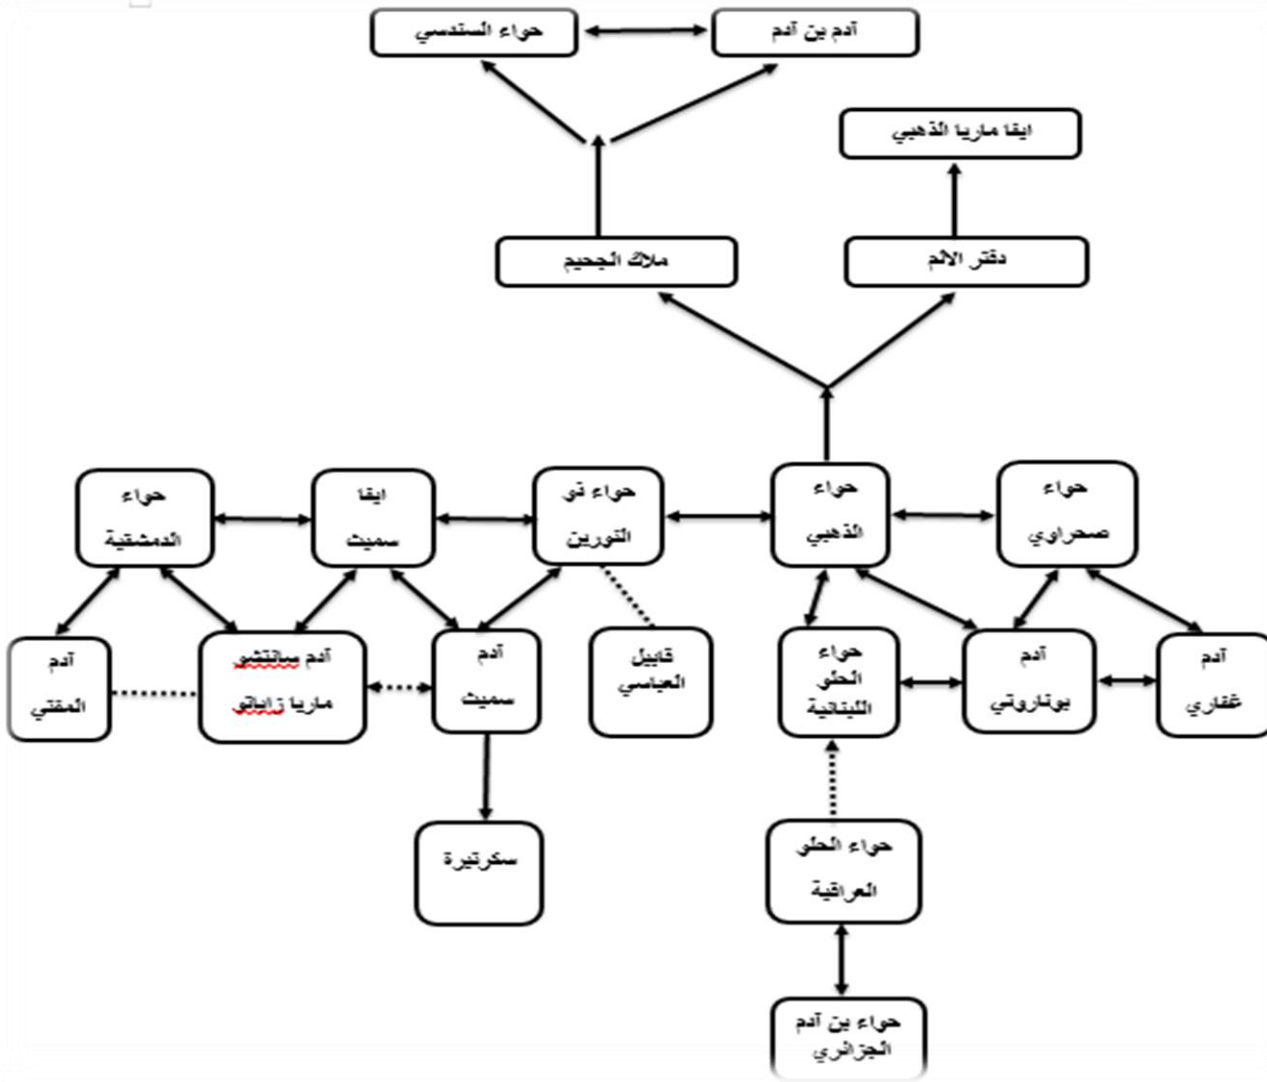 آدم بن آدم
حواء السندسي
ايفا ماريا الذهبي
دفتر الالم
ملاك الجحيم
حواء
صحراوي
حواء
الذهبي
حواء ذو
النورين
ايفا
سميث
حواء
الدمشقية
آدم
غفاري
آدم
بوناروتي
حواء
الحلو
اللبنانية
قابيل
العباسي
آدم
سميث
آدم سانتشو
ماريا زاباتو
آدم
المفتي
سكرتيرة
حواء الحلو
العراقية
حواء بن آدم
الجزائري